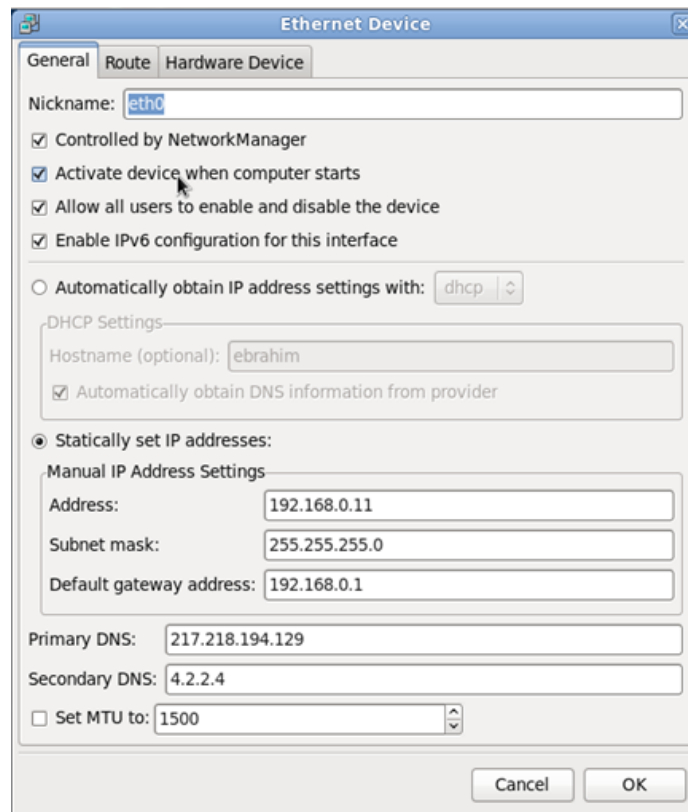 Ethernet Device
General Route Hardware Device
Nickname: eth0
Controlled by NetworkManager
Activate device when computer starts
Allow all users to enable and disable the device
Enable IPv6 configuration for this interface
Automatically obtain IP address settings with: dhcp
DHCP Settings
Hostname (optional): ebrahim
Automatically obtain DNS information from provider
Statically set IP addresses:
Manual IP Address Settings
Address: 192.168.0.11
Subnet mask: 255.255.255.0
Default gateway address: 192.168.0.1
Primary DNS: 217.218.194.129
Secondary DNS: 4.2.2.4
Set MTU to: 1500
Cancel OK